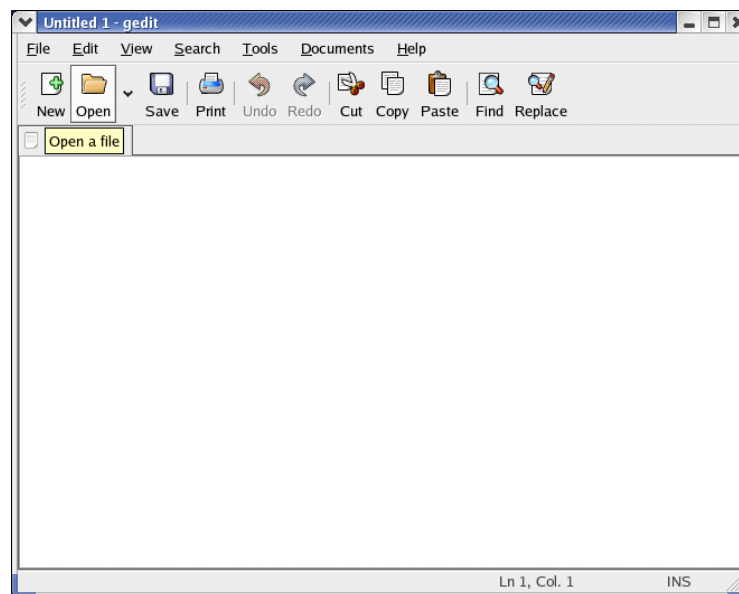 Untitled 1 - gedit
File Edit View Search Tools Documents Help
New Open Save Print Undo Redo Cut Copy Paste Find Replace
Open a file
Ln 1, Col. 1 INS